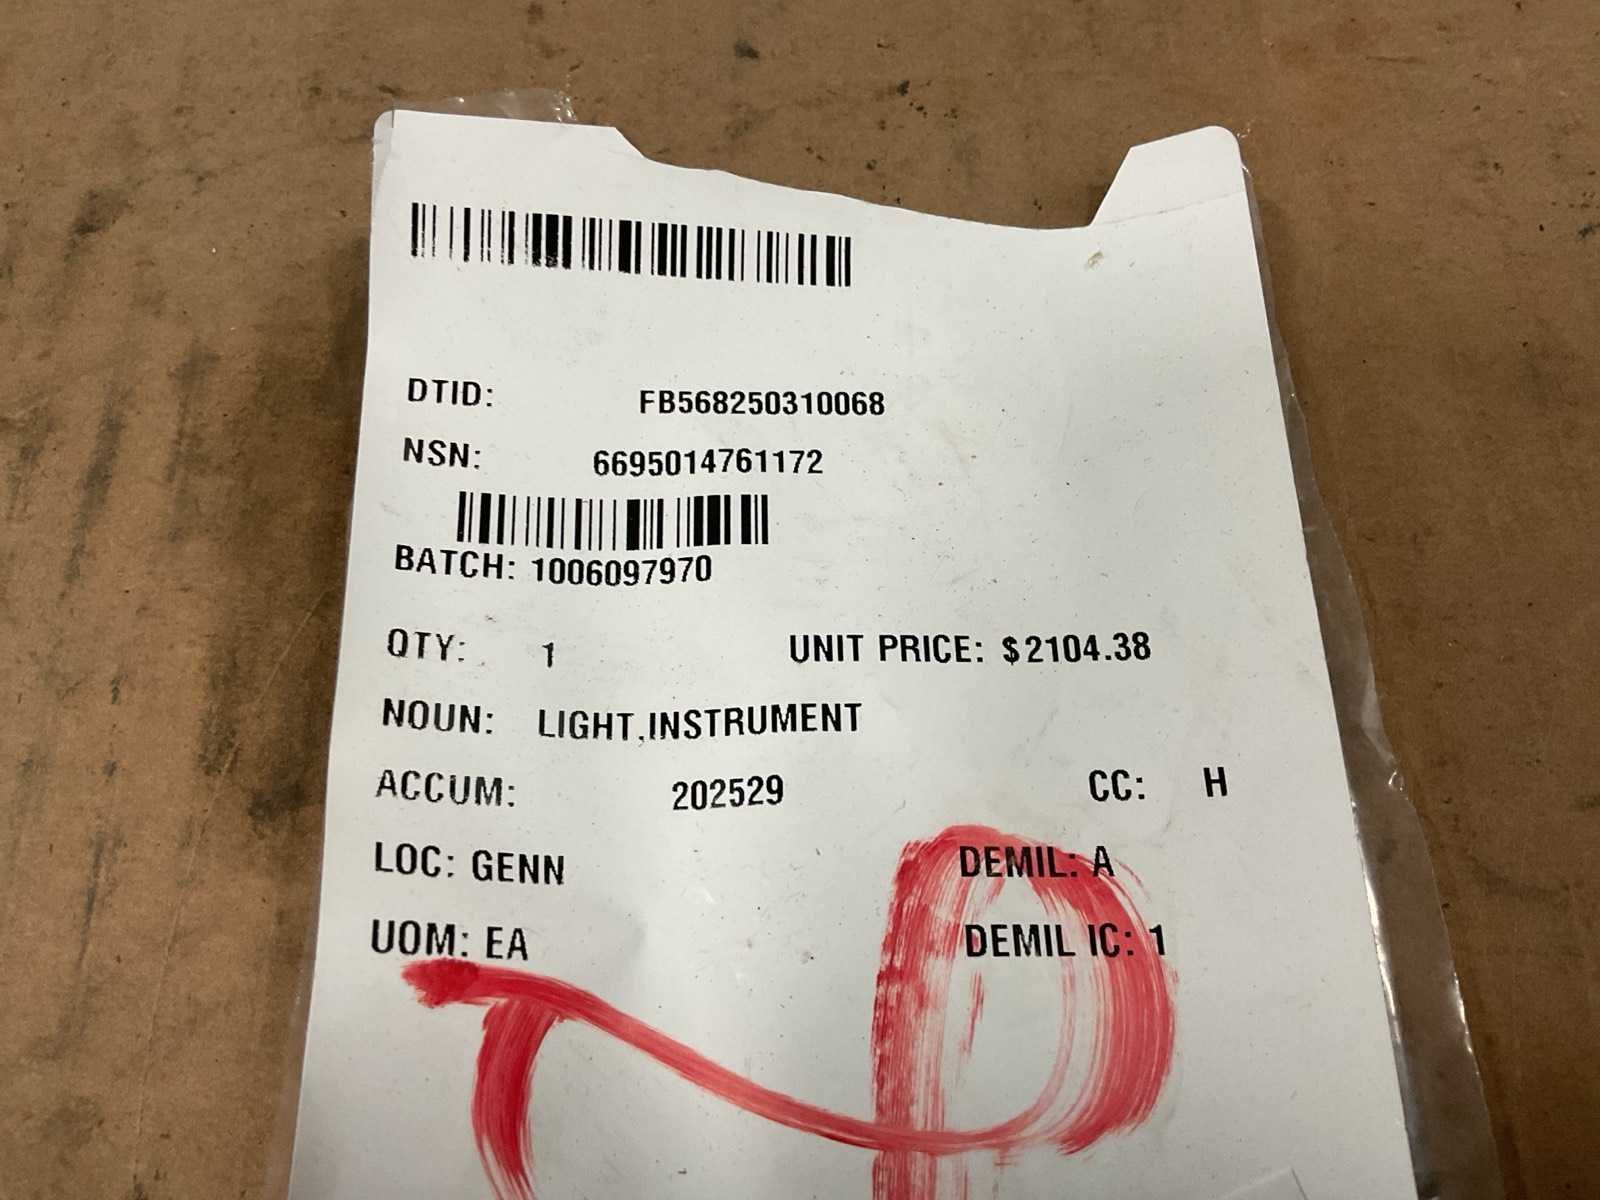 DTID: FB568250310068
NSN: 6695014761172
BATCH: 1006097970
QTY: 1 UNIT PRICE: $2104.38
NOUN: LIGHT,INSTRUMENT
ACCUM: 202529 CC: H
LOC: GENN DEMIL: A
UOM: EA DEMIL IC: 1